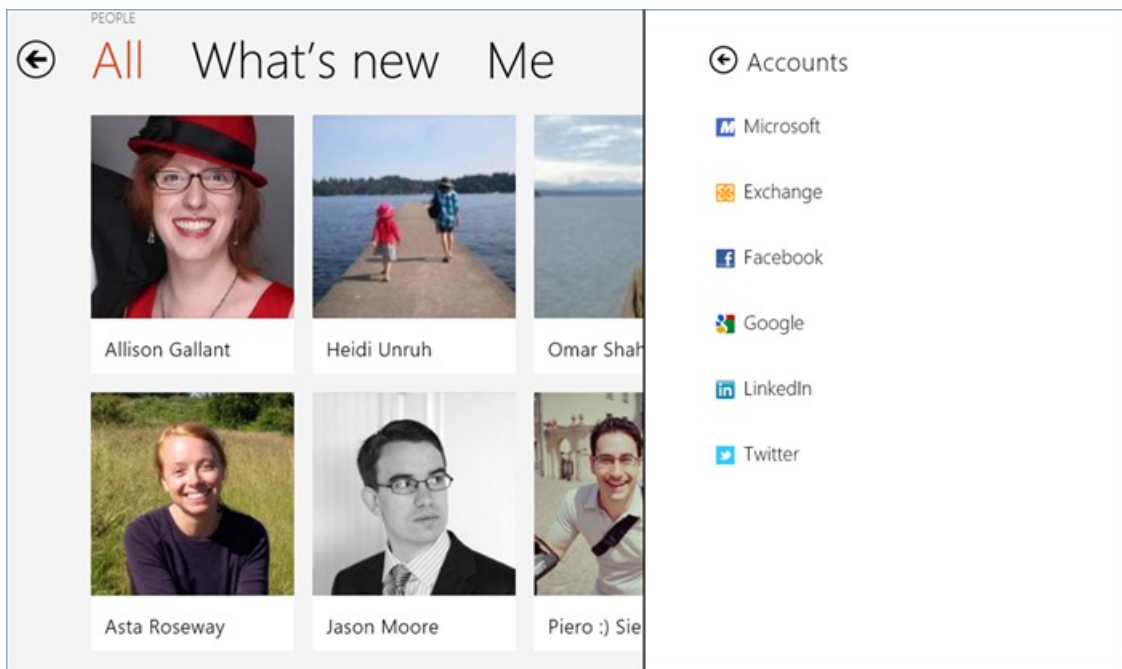 PEOPLE
All What's new Me
Allison Gallant
Heidi Unruh
Omar Shah
Asta Roseway
Jason Moore
Piero :) Sie
Accounts
Microsoft
Exchange
Facebook
Google
LinkedIn
Twitter